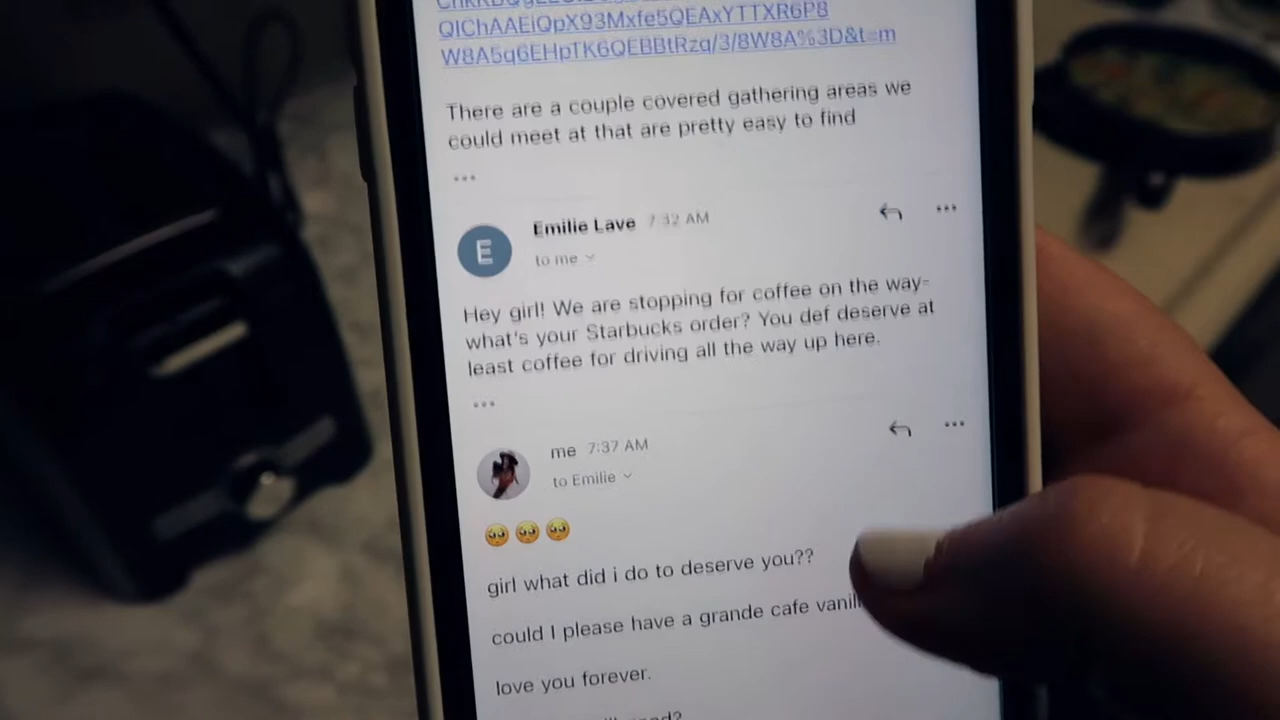 QIChAAEiQpX93Mxfe5QEAxYTTXR6P8
W8A5q6EHpTK6QEBBtRzq/3/8W8A%3D&t=m
There are a couple covered gathering areas we
could meet at that are pretty easy to find
...
E
Emilie Lave 7:32 AM
to me
Hey girl! We are stopping for coffee on the way-
what's your Starbucks order? You def deserve at
least coffee for driving all the way up here.
...
me 7:37 AM
to Emilie
🥺🥺🥺
girl what did i do to deserve you??
could I please have a grande cafe
love you forever.